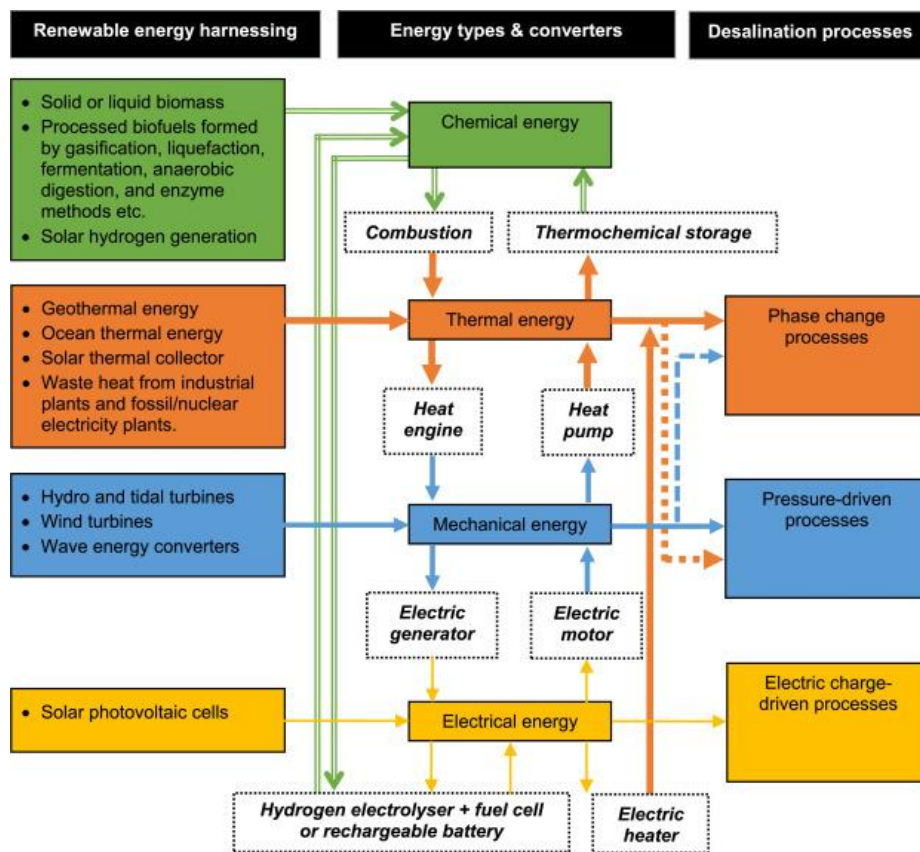 Renewable energy harnessing
Energy types & converters
Desalination processes
• Solid or liquid biomass
• Processed biofuels formed
by gasification, liquefaction,
fermentation, anaerobic
digestion, and enzyme
methods etc.
• Solar hydrogen generation
Chemical energy
Combustion
Thermochemical storage
• Geothermal energy
• Ocean thermal energy
• Solar thermal collector
• Waste heat from industrial
plants and fossil/nuclear
electricity plants.
Thermal energy
Phase change
processes
Heat
engine
Heat
pump
• Hydro and tidal turbines
• Wind turbines
• Wave energy converters
Mechanical energy
Pressure-driven
processes
Electric
generator
Electric
motor
• Solar photovoltaic cells
Electrical energy
Electric charge-
driven processes
Hydrogen electrolyser + fuel cell
or rechargeable battery
Electric
heater